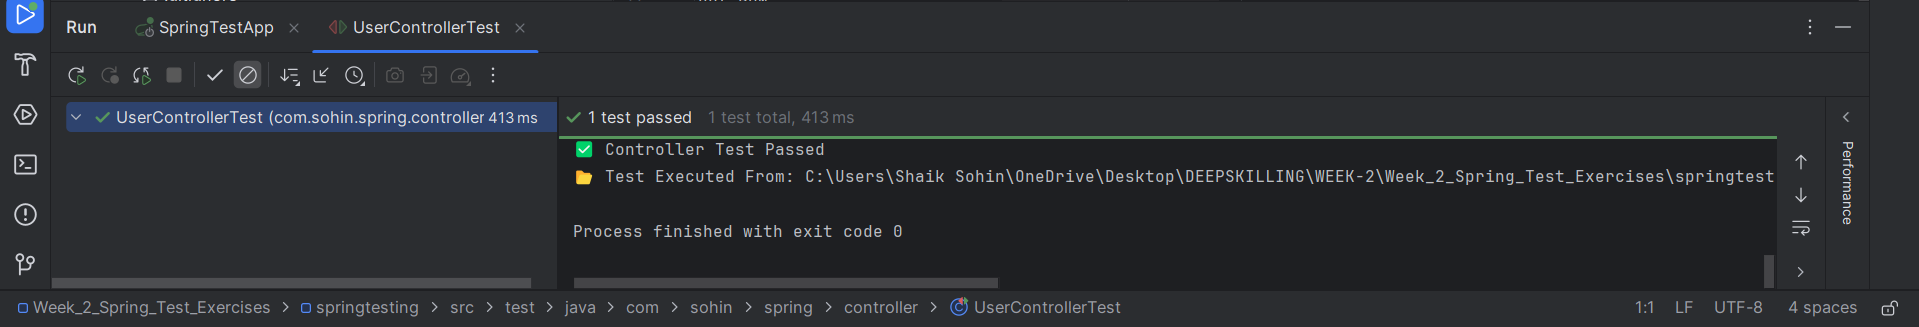 Run SpringTestApp UserControllerTest
UserControllerTest (com.sohin.spring.controller 413 ms
1 test passed 1 test total, 413 ms
Controller Test Passed
Test Executed From: C:\Users\Shaik Sohin\OneDrive\Desktop\DEEPSKILLING\WEEK-2\Week_2_Spring_Test_Exercises\springtest
Process finished with exit code 0
Performance
Week_2_Spring_Test_Exercises > springtesting > src > test > java > com > sohin > spring > controller > UserControllerTest
1:1 LF UTF-8 4 spaces